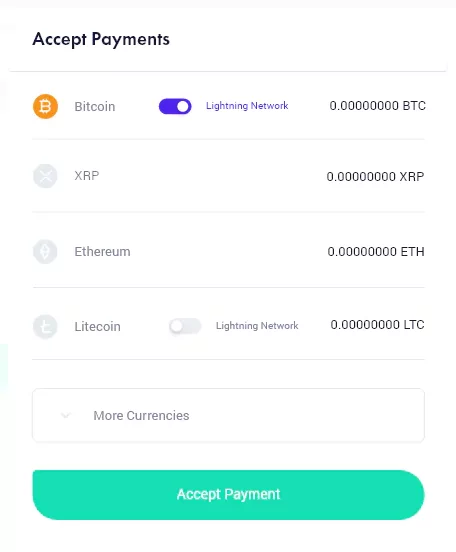 Accept Payments
Bitcoin Lightning Network 0.00000000 BTC
XRP 0.00000000 XRP
Ethereum 0.00000000 ETH
Litecoin Lightning Network 0.00000000 LTC
More Currencies
Accept Payment